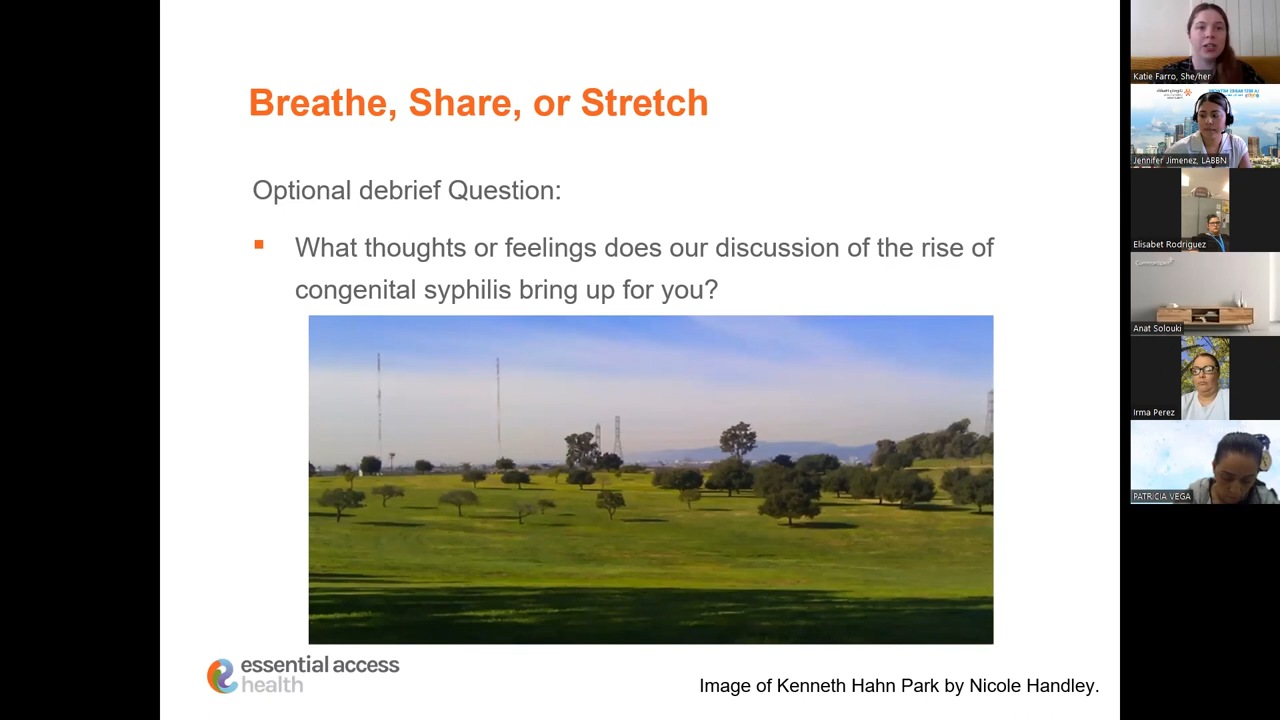 Breathe, Share, or Stretch
Optional debrief Question:
What thoughts or feelings does our discussion of the rise of
congenital syphilis bring up for you?
essential access
health
Image of Kenneth Hahn Park by Nicole Handley.
Katie Farro, She/her
Jennifer Jimenez, LABBN
Elisabet Rodriguez
Anat Solouki
Irma Perez
PATRICIA VEGA